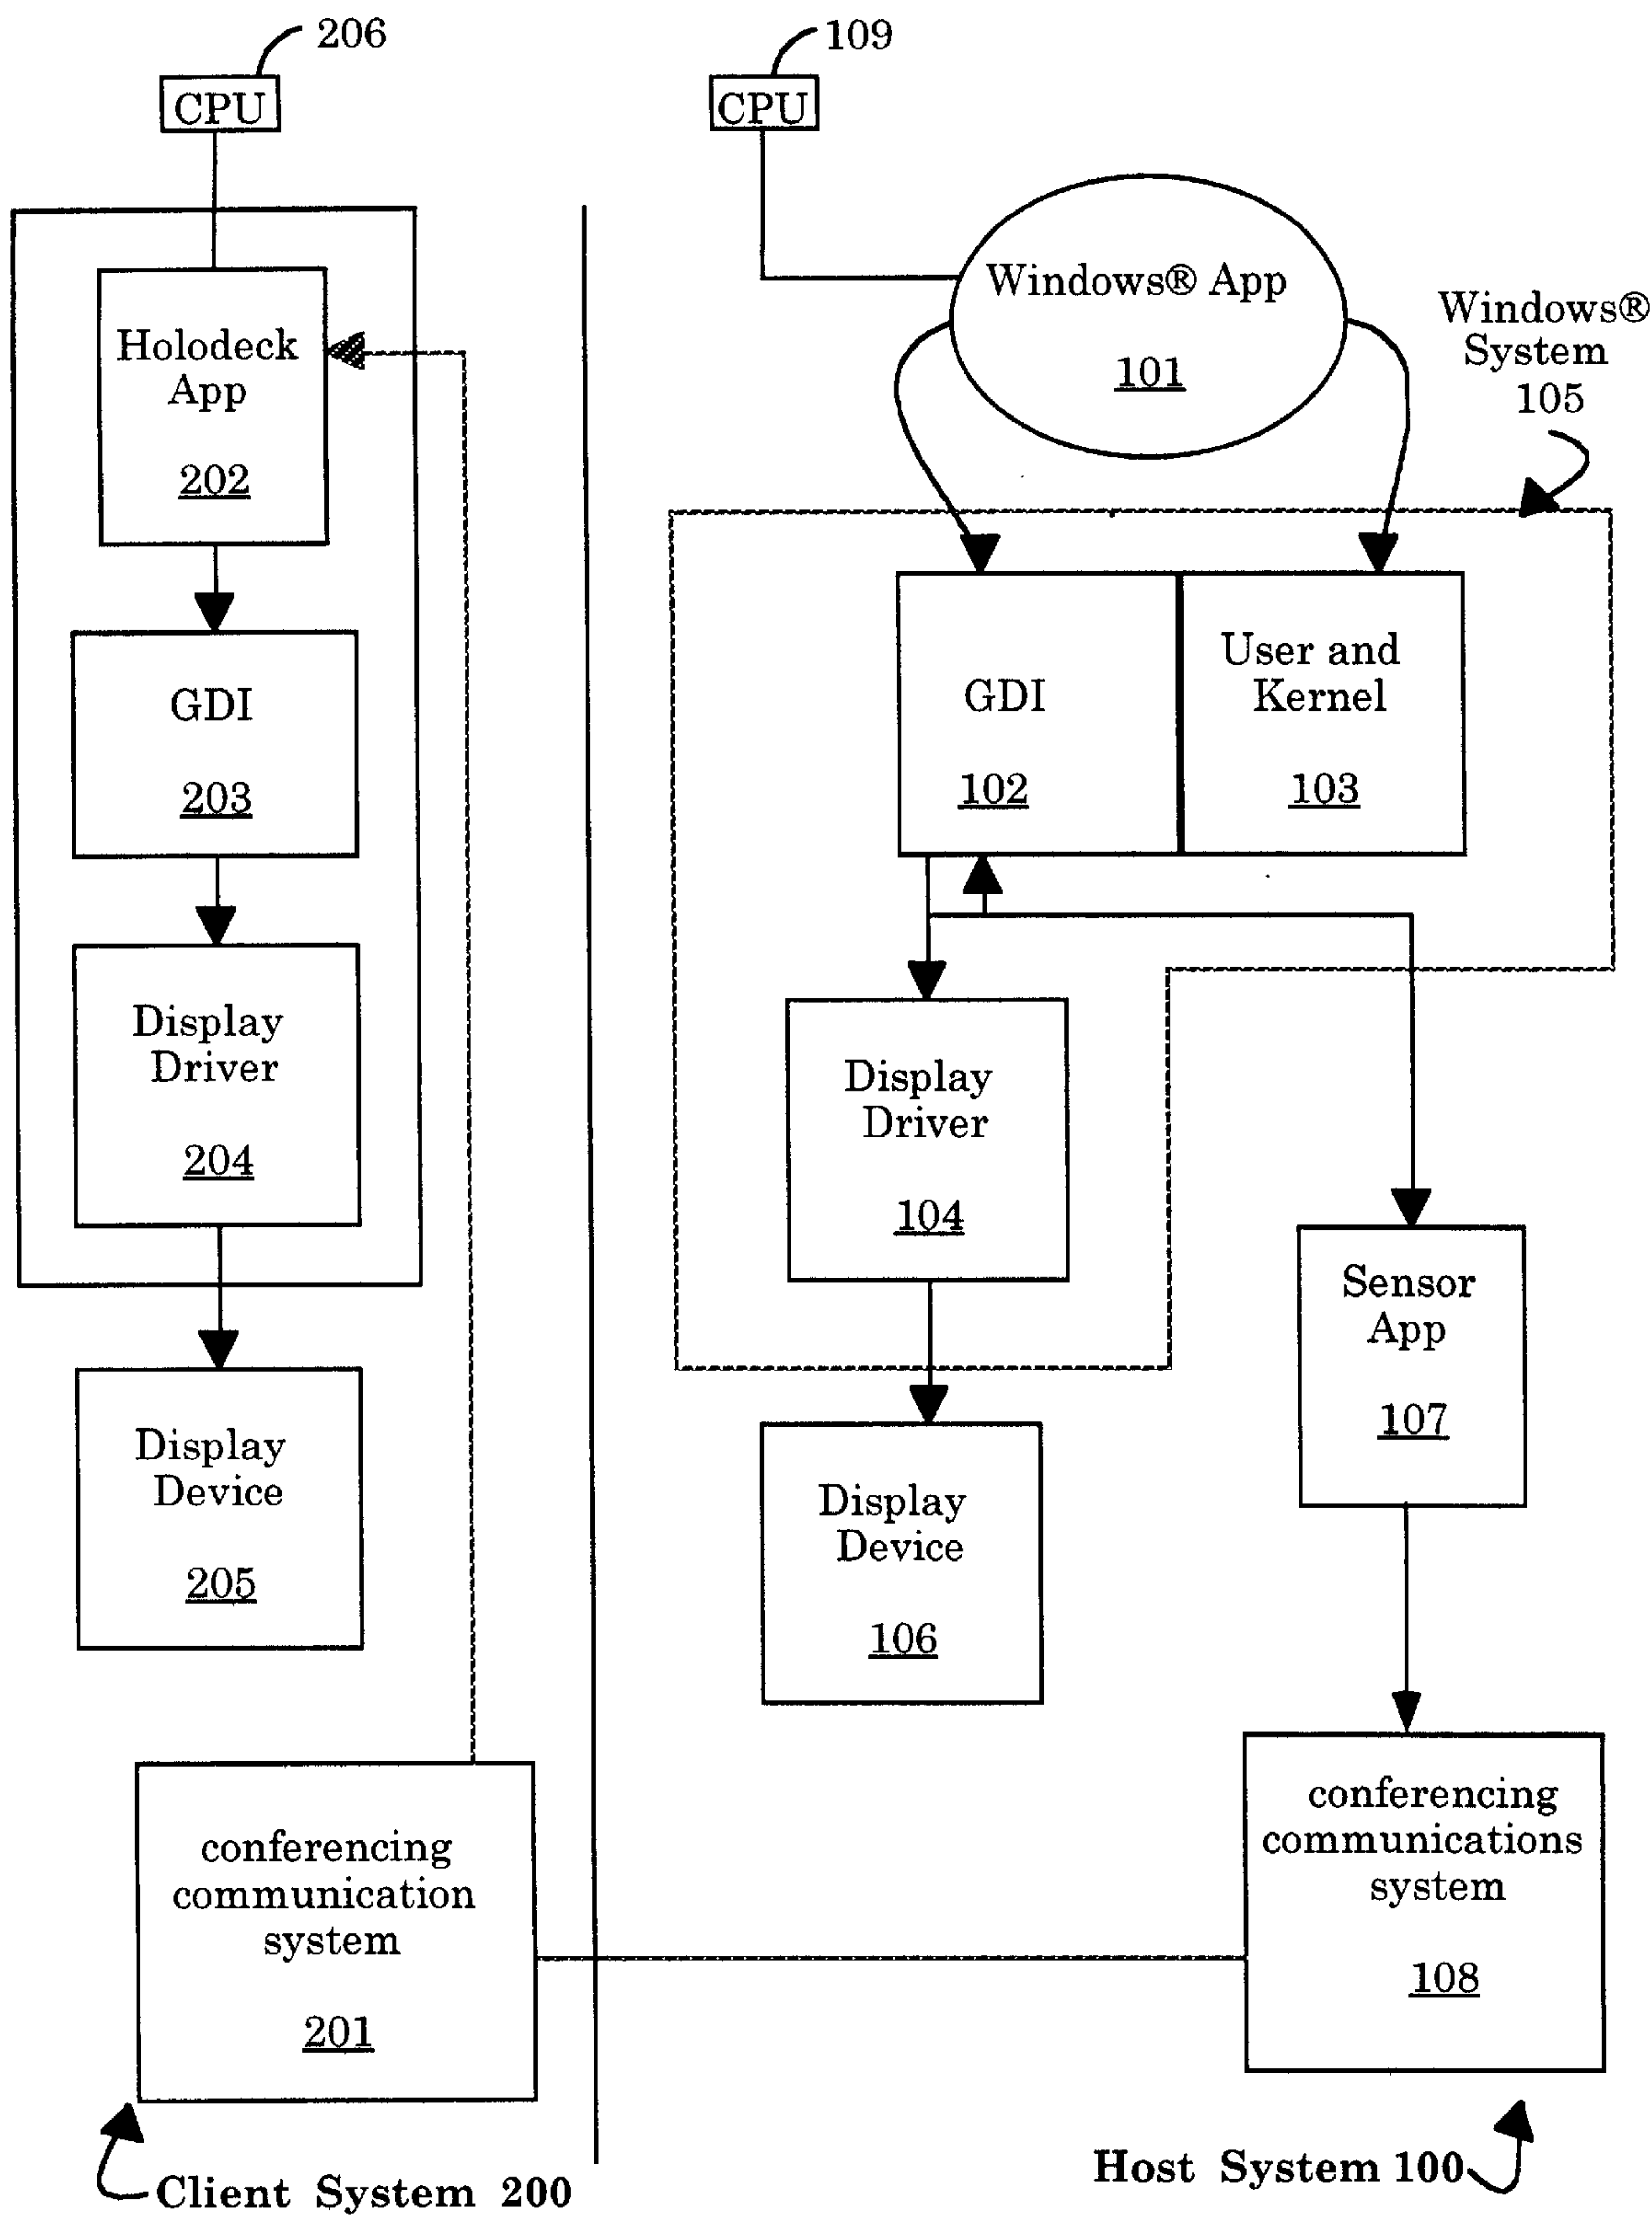 206
CPU
Holodeck
App
202
GDI
203
Display
Driver
204
Display
Device
205
conferencing
communication
system
201
Client System 200
109
CPU
Windows® App
101
Windows®
System
105
GDI
102
User and
Kernel
103
Display
Driver
104
Sensor
App
107
Display
Device
106
conferencing
communications
system
108
Host System 100